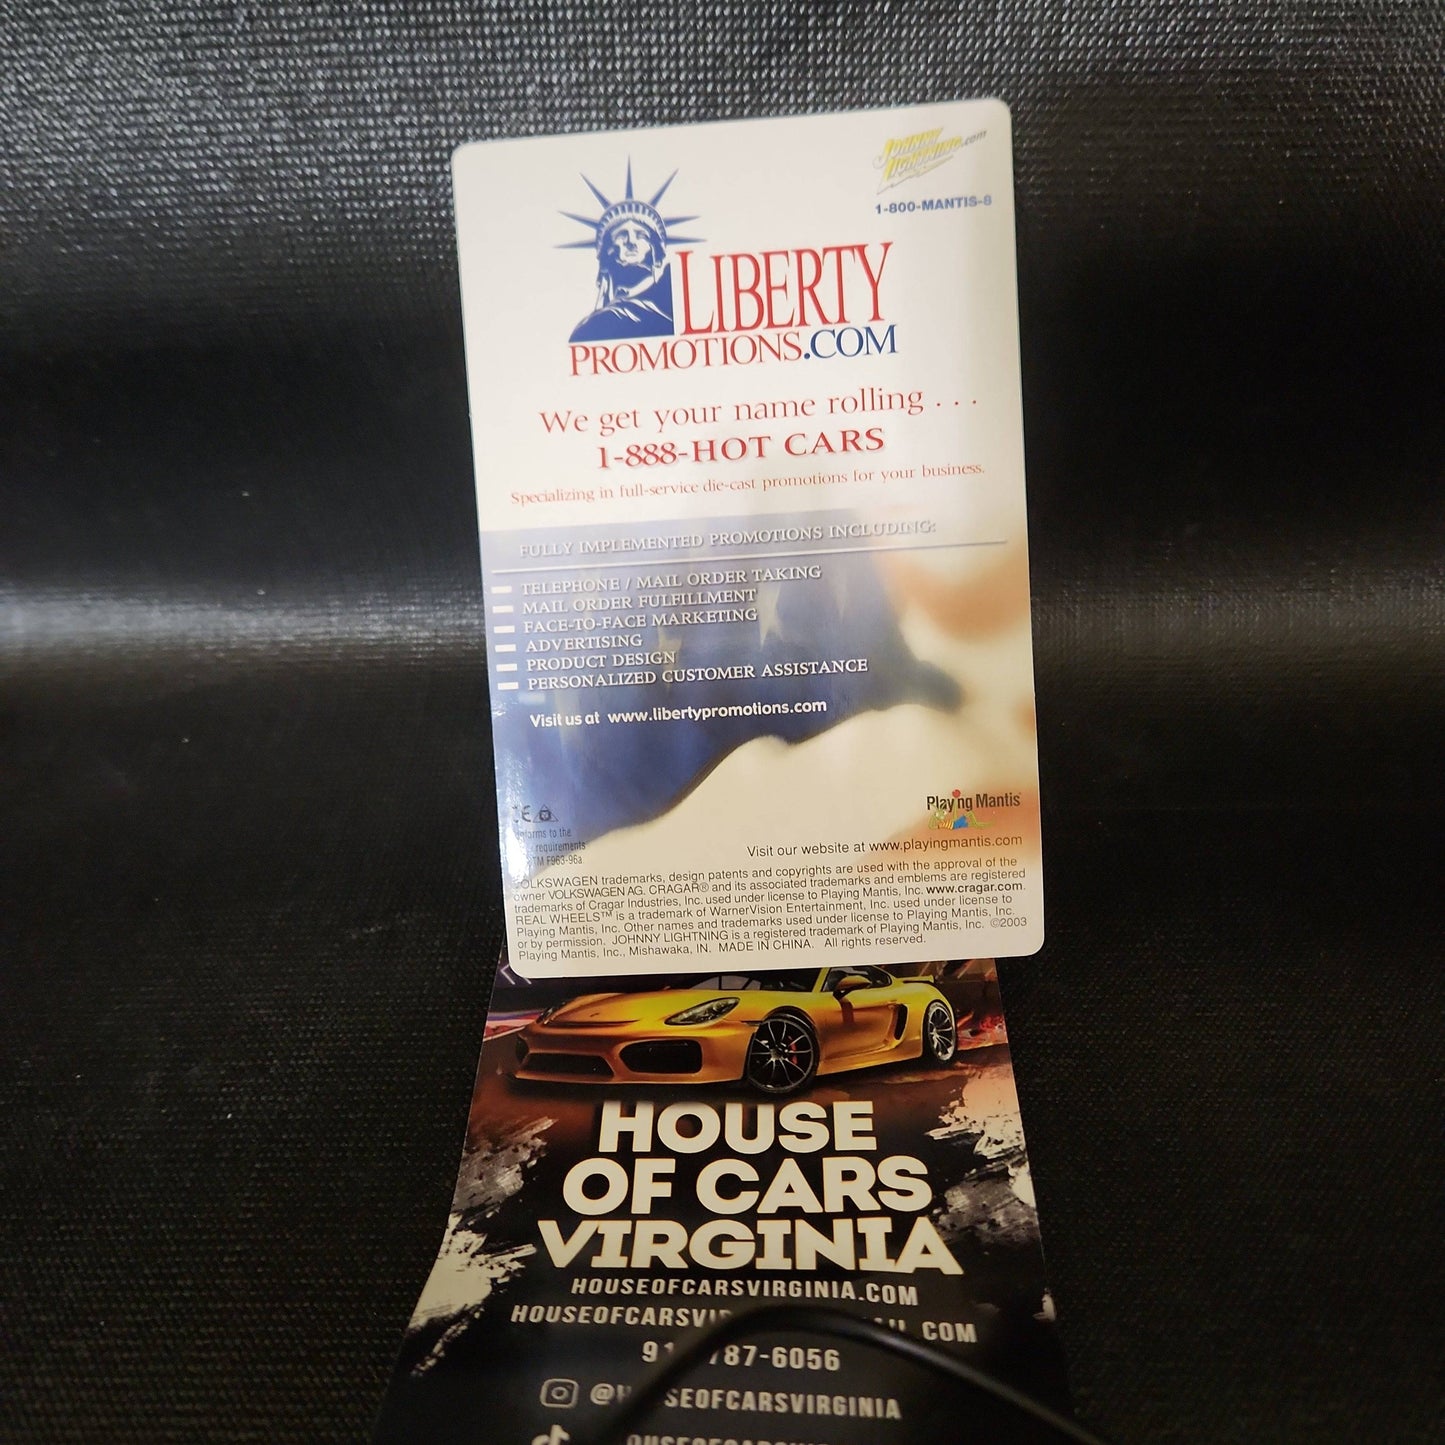 JOHNNY
LIGHTNING.com
1-800-MANTIS-8
LIBERTY
PROMOTIONS.COM
We get your name rolling . . .
1-888-HOT CARS
Specializing in full-service die-cast promotions for your business.
FULLY IMPLEMENTED PROMOTIONS INCLUDING:
TELEPHONE / MAIL ORDER TAKING
MAIL ORDER FULFILLMENT
FACE-TO-FACE MARKETING
ADVERTISING
PRODUCT DESIGN
PERSONALIZED CUSTOMER ASSISTANCE
Visit us at www.libertypromotions.com
Playing Mantis
CE
to the
requirements
F963-96a
Visit our website at www.playingmantis.com
VOLKSWAGEN trademarks, design patents and copyrights are used with the approval of the
owner VOLKSWAGEN AG. CRAGAR® and its associated trademarks and emblems are registered
trademarks of Cragar Industries, Inc. used under license to Playing Mantis, Inc. www.cragar.com.
REAL WHEELS™ is a trademark of WarnerVision Entertainment, Inc. used under license to
Playing Mantis, Inc. Other names and trademarks used under license to Playing Mantis, Inc.
or by permission. JOHNNY LIGHTNING is a registered trademark of Playing Mantis, Inc. ©2003
Playing Mantis, Inc., Mishawaka, IN. MADE IN CHINA. All rights reserved.
HOUSE
OF CARS
VIRGINIA
HOUSEOFCARSVIRGINIA.COM
COM
787-6056